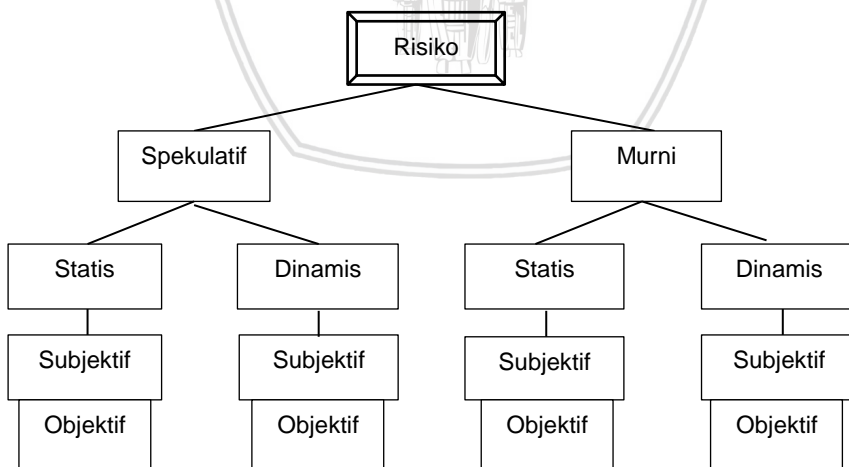 Risiko
Spekulatif
Murni
Statis
Dinamis
Statis
Dinamis
Subjektif
Subjektif
Subjektif
Subjektif
Objektif
Objektif
Objektif
Objektif